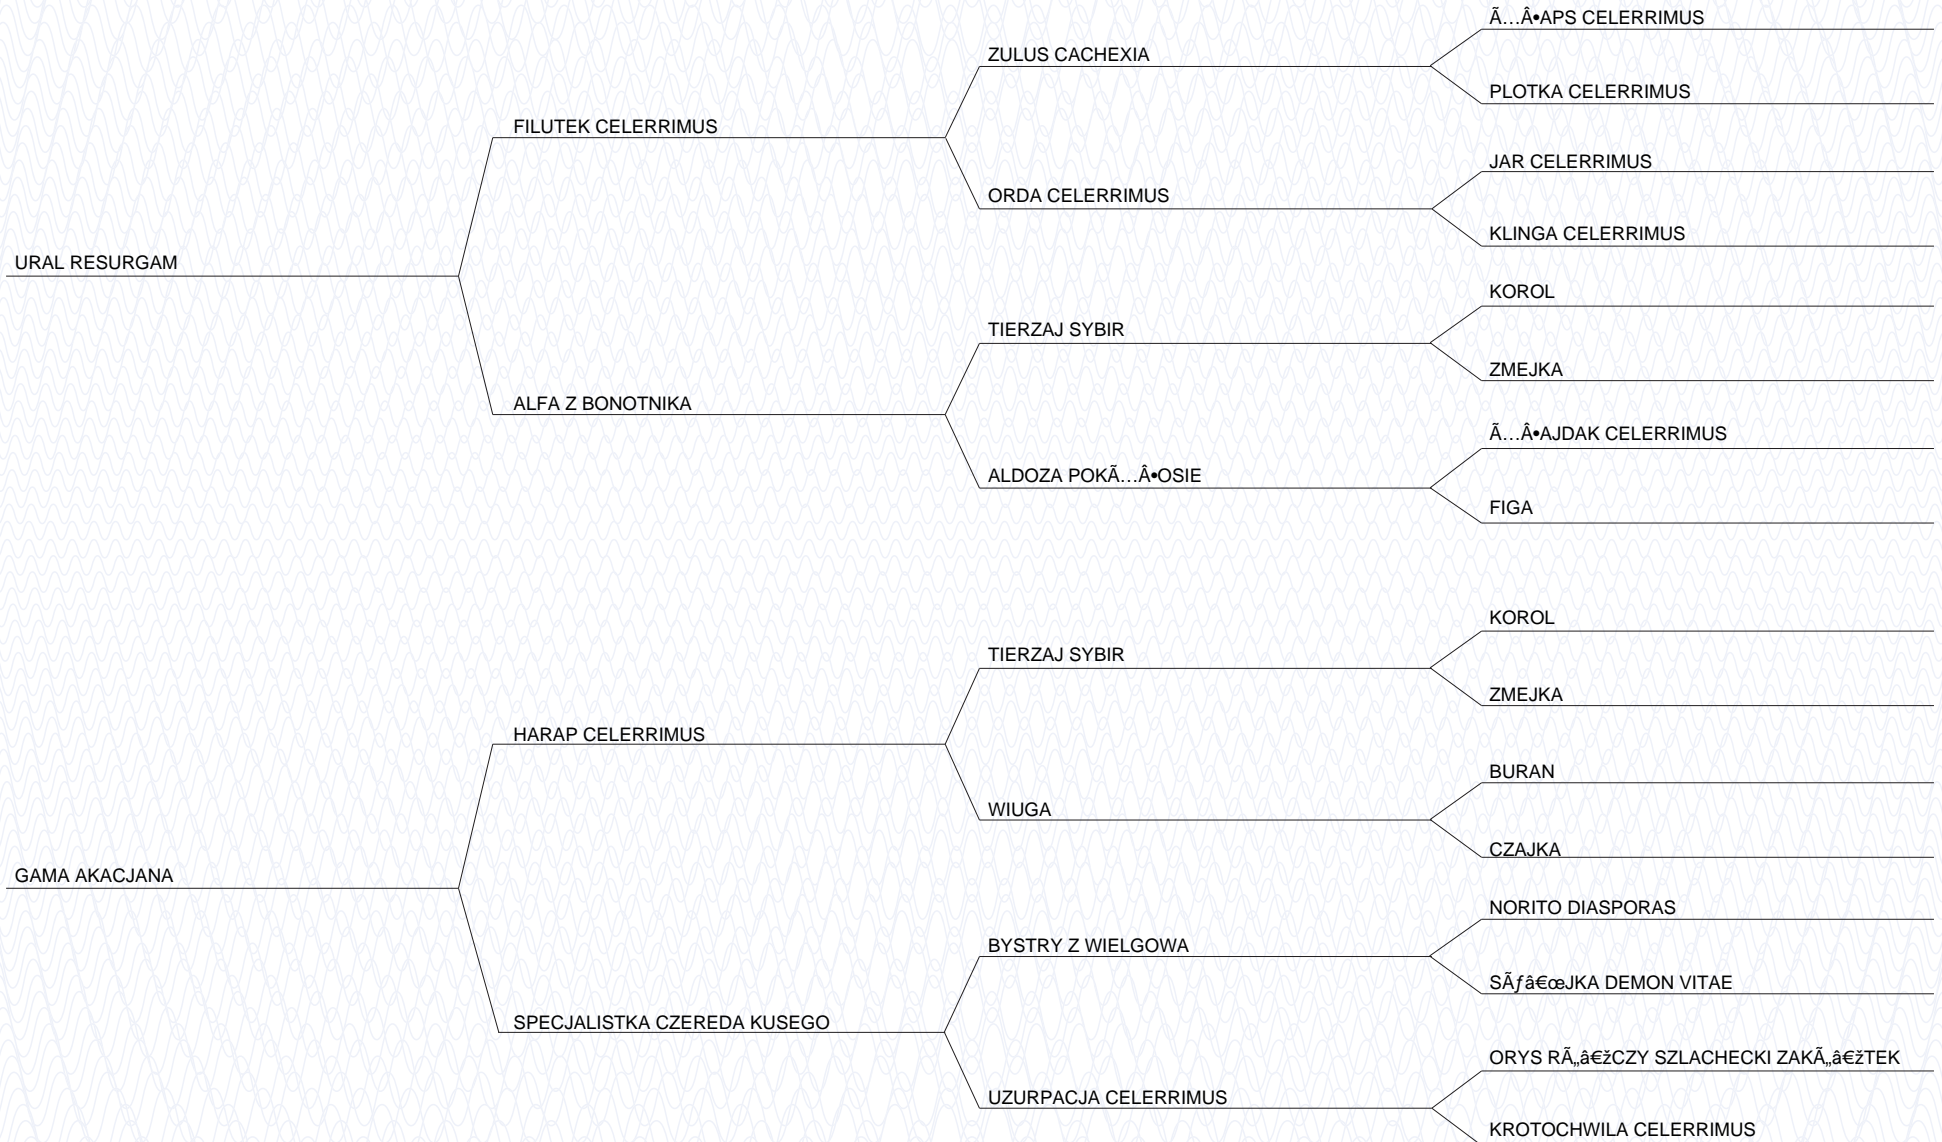 Ã…Â•APS CELERRIMUS
ZULUS CACHEXIA
PLOTKA CELERRIMUS
FILUTEK CELERRIMUS
JAR CELERRIMUS
ORDA CELERRIMUS
KLINGA CELERRIMUS
URAL RESURGAM
KOROL
TIERZAJ SYBIR
ZMEJKA
ALFA Z BONOTNIKA
Ã…Â•AJDAK CELERRIMUS
ALDOZA POKÃ…Â•OSIE
FIGA
KOROL
TIERZAJ SYBIR
ZMEJKA
HARAP CELERRIMUS
BURAN
WIUGA
CZAJKA
GAMA AKACJANA
NORITO DIASPORAS
BYSTRY Z WIELGOWA
SÃƒâ€œJKA DEMON VITAE
SPECJALISTKA CZEREDA KUSEGO
ORYS RÃ„â€žCZY SZLACHECKI ZAKÃ„â€žTEK
UZURPACJA CELERRIMUS
KROTOCHWILA CELERRIMUS